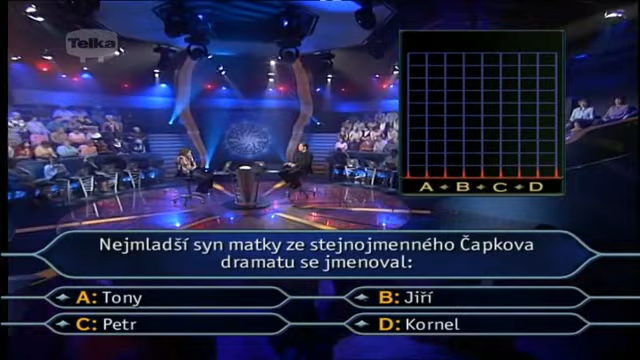 Telka
A B C D
Nejmladší syn matky ze stejnojmenného Čapkova
dramatu se jmenoval:
A: Tony
B: Jiří
C: Petr
D: Kornel